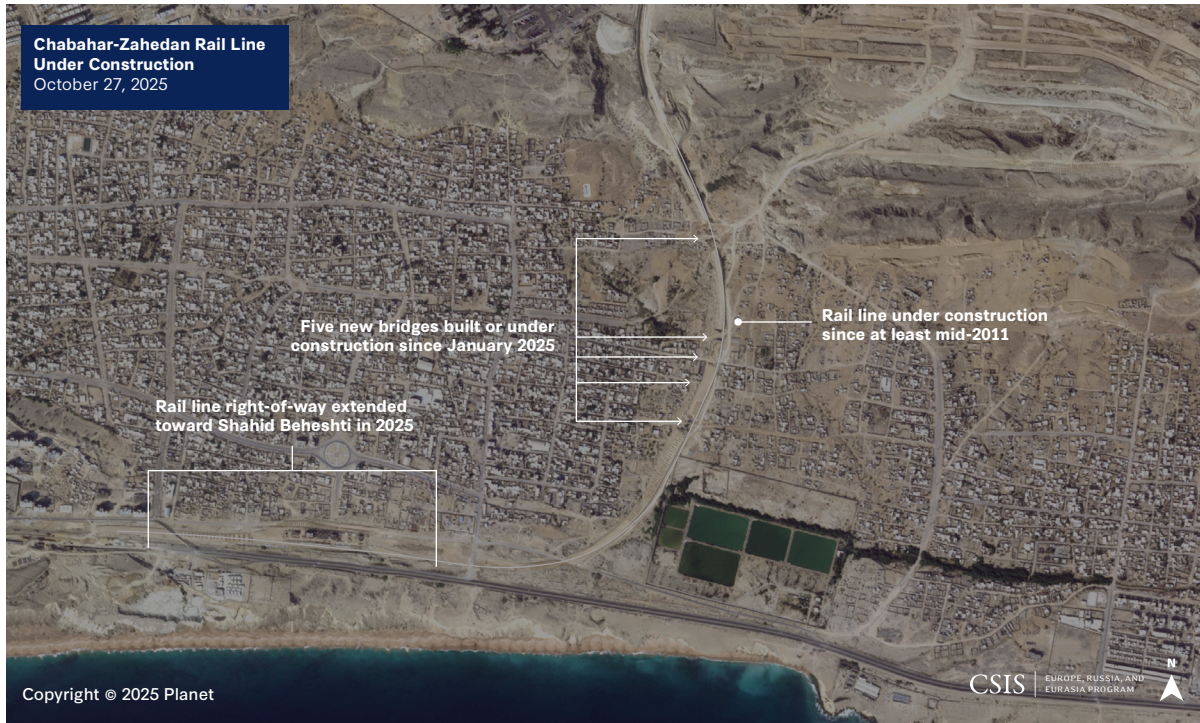 Chabahar-Zahedan Rail Line
Under Construction
October 27, 2025
Five new bridges built or under
construction since January 2025
Rail line under construction
since at least mid-2011
Rail line right-of-way extended
toward Shahid Beheshti in 2025
Copyright © 2025 Planet
CSIS
EUROPE, RUSSIA, AND
EURASIA PROGRAM
N